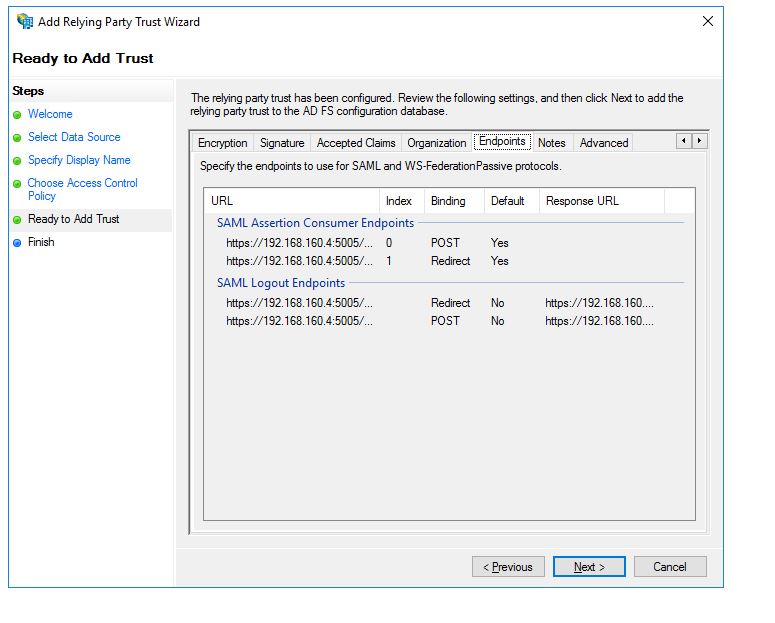 Add Relying Party Trust Wizard
Ready to Add Trust
Steps
Welcome
Select Data Source
Specify Display Name
Choose Access Control
Policy
Ready to Add Trust
Finish
The relying party trust has been configured. Review the following settings, and then click Next to add the
relying party trust to the AD FS configuration database.
Encryption Signature Accepted Claims Organization Endpoints Notes Advanced
Specify the endpoints to use for SAML and WS-FederationPassive protocols.
URL Index Binding Default Response URL
SAML Assertion Consumer Endpoints
https://192.168.160.4:5005/... 0 POST Yes
https://192.168.160.4:5005/... 1 Redirect Yes
SAML Logout Endpoints
https://192.168.160.4:5005/... Redirect No https://192.168.160....
https://192.168.160.4:5005/... POST No https://192.168.160....
< Previous Next > Cancel